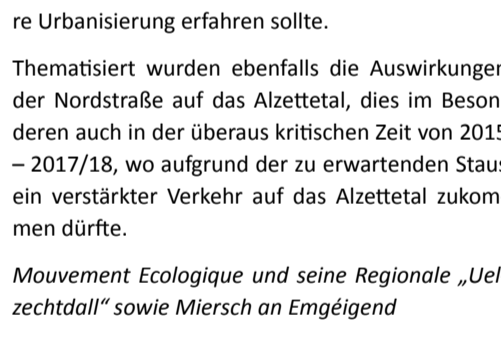 re Urbanisierung erfahren sollte.
Thematisiert wurden ebenfalls die Auswirkungen
der Nordstraße auf das Alzettetal, dies im Beson
deren auch in der überaus kritischen Zeit von 2015
– 2017/18, wo aufgrund der zu erwartenden Staus
ein verstärkter Verkehr auf das Alzettetal zukom
men dürfte.
Mouvement Ecologique und seine Regionale „Uel
zechtdall“ sowie Miersch an Emgéigend